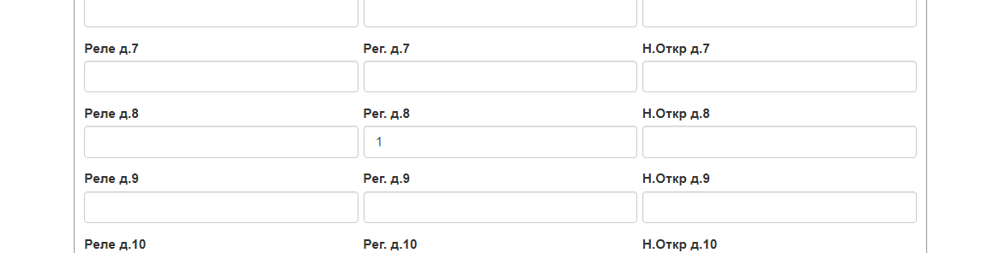 Реле д.7 Рег. д.7 Н.Откр д.7
Реле д.8 Рег. д.8 Н.Откр д.8
1
Реле д.9 Рег. д.9 Н.Откр д.9
Реле д.10 Рег. д.10 Н.Откр д.10